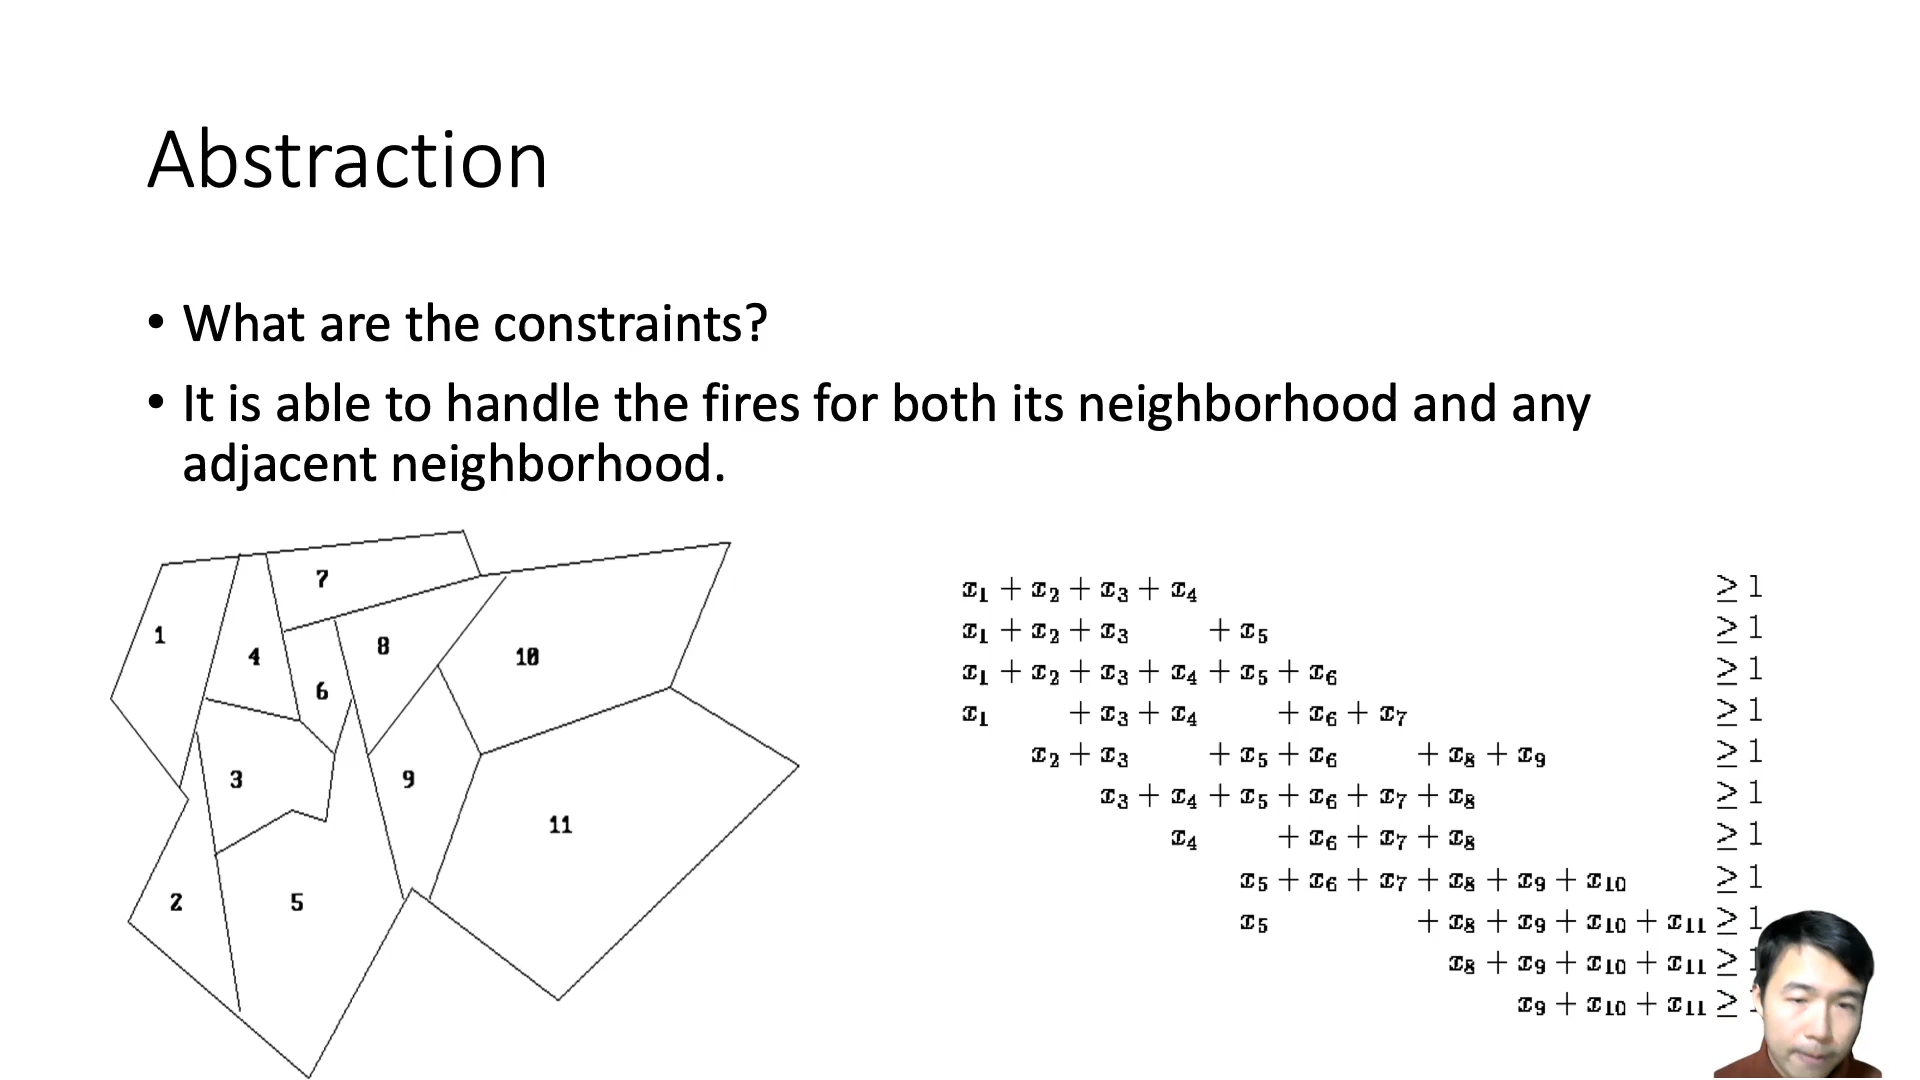 Abstraction
• What are the constraints?
• It is able to handle the fires for both its neighborhood and any
adjacent neighborhood.
7
1
8
4
10
6
3
9
11
2
5
x₁ + x₂ + x₃ + x₄ ≥ 1
x₁ + x₂ + x₃ + x₅ ≥ 1
x₁ + x₂ + x₃ + x₄ + x₅ + x₆ ≥ 1
x₁ + x₃ + x₄ + x₆ + x₇ ≥ 1
x₂ + x₃ + x₅ + x₆ + x₈ + x₉ ≥ 1
x₃ + x₄ + x₅ + x₆ + x₇ + x₈ ≥ 1
x₄ + x₆ + x₇ + x₈ ≥ 1
x₅ + x₆ + x₇ + x₈ + x₉ + x₁₀ ≥ 1
x₅ + x₈ + x₉ + x₁₀ + x₁₁ ≥ 1
x₈ + x₉ + x₁₀ + x₁₁ ≥
x₉ + x₁₀ + x₁₁ ≥